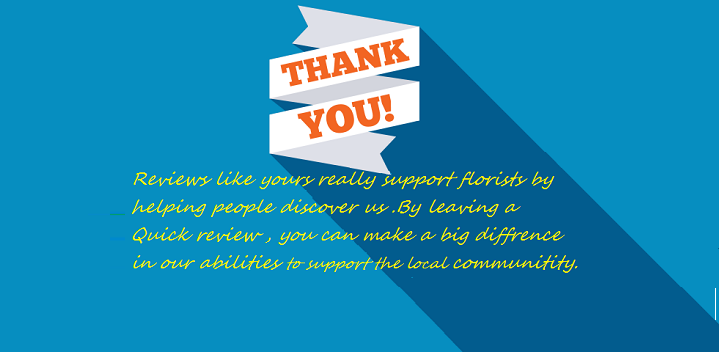 THANK
YOU!
Reviews like yours really support florists by
helping people discover us .By leaving a
Quick review , you can make a big diffrence
in our abilities to support the local communitity.